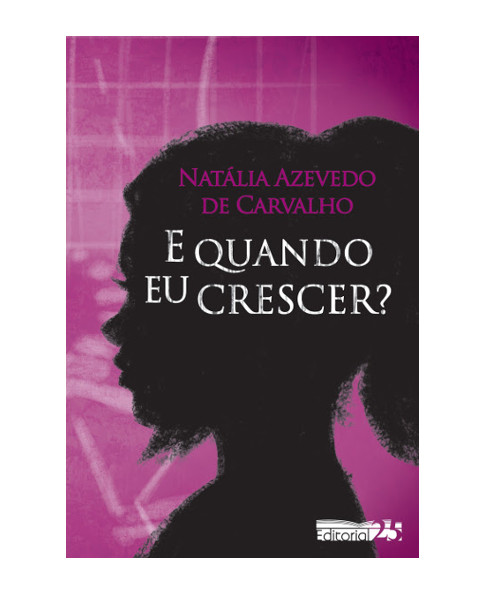 NATÁLIA AZEVEDO
DE CARVALHO
E QUANDO
EU CRESCER?
Editorial 25